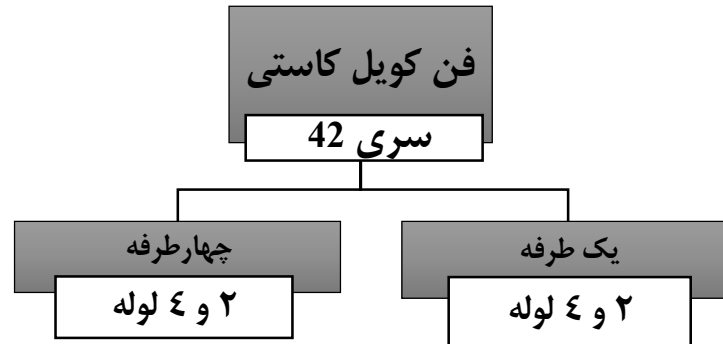 فن کویل کاستی
سری 42
یک طرفه
۲ و ٤ لوله
چهارطرفه
۲ و ٤ لوله